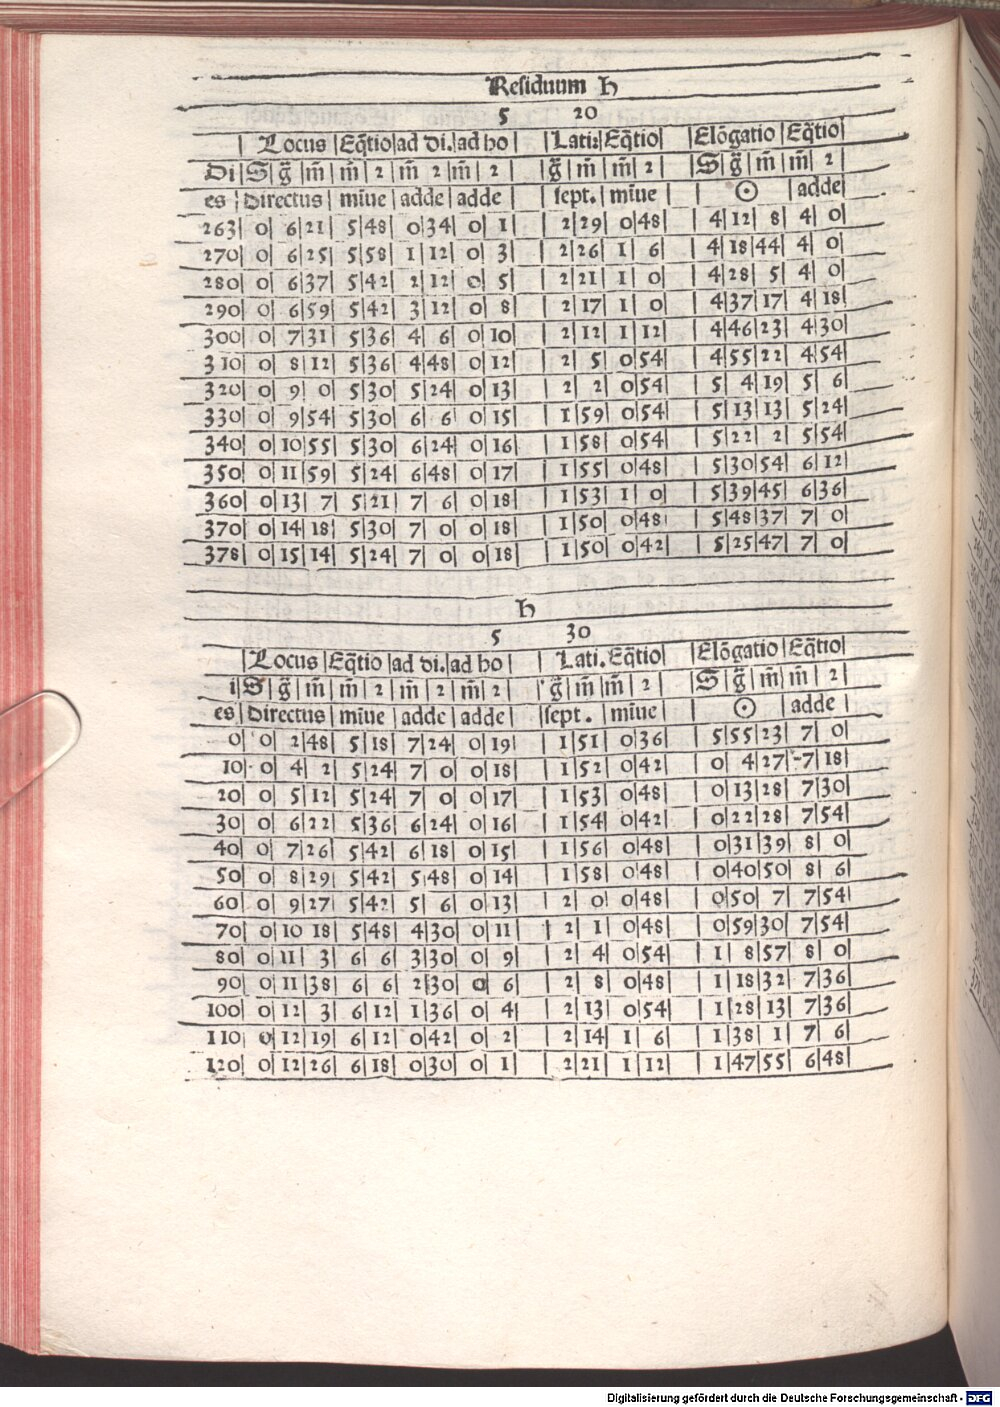 Residuum ♄
5 20
Locus | Eq̃tio | ad di. | ad ho | Lati: | Eq̃tio | Elõgatio | Eq̃tio
Di | S | g̃ | m̃ | m̃ | 2 | m̃ | 2 | m̃ | 2 | g̃ | m̃ | m̃ | 2 | S | g̃ | m̃ | m̃ | 2
es | directus | miue | adde | adde | sept. | miue | ☉ | adde
263 | 0 | 6 | 21 | 5 | 48 | 0 | 34 | 0 | 1 | 2 | 29 | 0 | 48 | 4 | 12 | 8 | 4 | 0
270 | 0 | 6 | 25 | 5 | 58 | 1 | 12 | 0 | 3 | 2 | 26 | 1 | 6 | 4 | 18 | 44 | 4 | 0
280 | 0 | 6 | 37 | 5 | 42 | 2 | 12 | 0 | 5 | 2 | 21 | 1 | 0 | 4 | 28 | 5 | 4 | 0
290 | 0 | 6 | 59 | 5 | 42 | 3 | 12 | 0 | 8 | 2 | 17 | 1 | 0 | 4 | 37 | 17 | 4 | 18
300 | 0 | 7 | 31 | 5 | 36 | 4 | 6 | 0 | 10 | 2 | 12 | 1 | 12 | 4 | 46 | 23 | 4 | 30
310 | 0 | 8 | 12 | 5 | 36 | 4 | 48 | 0 | 12 | 2 | 5 | 0 | 54 | 4 | 55 | 22 | 4 | 54
320 | 0 | 9 | 0 | 5 | 30 | 5 | 24 | 0 | 13 | 2 | 2 | 0 | 54 | 5 | 4 | 19 | 5 | 6
330 | 0 | 9 | 54 | 5 | 30 | 6 | 6 | 0 | 15 | 1 | 59 | 0 | 54 | 5 | 13 | 13 | 5 | 24
340 | 0 | 10 | 55 | 5 | 30 | 6 | 24 | 0 | 16 | 1 | 58 | 0 | 54 | 5 | 22 | 2 | 5 | 54
350 | 0 | 11 | 59 | 5 | 24 | 6 | 48 | 0 | 17 | 1 | 55 | 0 | 48 | 5 | 30 | 54 | 6 | 12
360 | 0 | 13 | 7 | 5 | 21 | 7 | 6 | 0 | 18 | 1 | 53 | 1 | 0 | 5 | 39 | 45 | 6 | 36
370 | 0 | 14 | 18 | 5 | 30 | 7 | 0 | 0 | 18 | 1 | 50 | 0 | 48 | 5 | 48 | 37 | 7 | 0
378 | 0 | 15 | 14 | 5 | 24 | 7 | 0 | 0 | 18 | 1 | 50 | 0 | 42 | 5 | 25 | 47 | 7 | 0
♄
5 30
Locus | Eq̃tio | ad di. | ad ho | Lati. | Eq̃tio | Elõgatio | Eq̃tio
i | S | g̃ | m̃ | m̃ | 2 | m̃ | 2 | m̃ | 2 | g̃ | m̃ | m̃ | 2 | S | g̃ | m̃ | m̃ | 2
es | directus | miue | adde | adde | sept. | miue | ☉ | adde
0 | 0 | 2 | 48 | 5 | 18 | 7 | 24 | 0 | 19 | 1 | 51 | 0 | 36 | 5 | 55 | 23 | 7 | 0
10 | 0 | 4 | 2 | 5 | 24 | 7 | 0 | 0 | 18 | 1 | 52 | 0 | 42 | 0 | 4 | 27 | 7 | 18
20 | 0 | 5 | 12 | 5 | 24 | 7 | 0 | 0 | 17 | 1 | 53 | 0 | 48 | 0 | 13 | 28 | 7 | 30
30 | 0 | 6 | 22 | 5 | 36 | 6 | 24 | 0 | 16 | 1 | 54 | 0 | 42 | 0 | 22 | 28 | 7 | 54
40 | 0 | 7 | 26 | 5 | 42 | 6 | 18 | 0 | 15 | 1 | 56 | 0 | 48 | 0 | 31 | 39 | 8 | 0
50 | 0 | 8 | 29 | 5 | 42 | 5 | 48 | 0 | 14 | 1 | 58 | 0 | 48 | 0 | 40 | 50 | 8 | 6
60 | 0 | 9 | 27 | 5 | 42 | 5 | 6 | 0 | 13 | 2 | 0 | 0 | 48 | 0 | 50 | 7 | 7 | 54
70 | 0 | 10 | 18 | 5 | 48 | 4 | 30 | 0 | 11 | 2 | 1 | 0 | 48 | 0 | 59 | 30 | 7 | 54
80 | 0 | 11 | 3 | 6 | 6 | 3 | 30 | 0 | 9 | 2 | 4 | 0 | 54 | 1 | 8 | 57 | 8 | 0
90 | 0 | 11 | 38 | 6 | 6 | 2 | 30 | 0 | 6 | 2 | 8 | 0 | 48 | 1 | 18 | 32 | 7 | 36
100 | 0 | 12 | 3 | 6 | 12 | 1 | 36 | 0 | 4 | 2 | 13 | 0 | 54 | 1 | 28 | 13 | 7 | 36
110 | 0 | 12 | 19 | 6 | 12 | 0 | 42 | 0 | 2 | 2 | 14 | 1 | 6 | 1 | 38 | 1 | 7 | 6
120 | 0 | 12 | 26 | 6 | 18 | 0 | 30 | 0 | 1 | 2 | 21 | 1 | 12 | 1 | 47 | 55 | 6 | 48
Digitalisierung gefördert durch die Deutsche Forschungsgemeinschaft - DFG